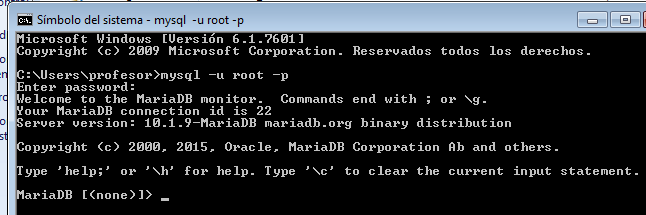 Símbolo del sistema - mysql -u root -p
Microsoft Windows [Versión 6.1.7601]
Copyright (c) 2009 Microsoft Corporation. Reservados todos los derechos.
C:\Users\profesor>mysql -u root -p
Enter password:
Welcome to the MariaDB monitor.  Commands end with ; or \g.
Your MariaDB connection id is 22
Server version: 10.1.9-MariaDB mariadb.org binary distribution
Copyright (c) 2000, 2015, Oracle, MariaDB Corporation Ab and others.
Type 'help;' or '\h' for help. Type '\c' to clear the current input statement.
MariaDB [(none)]> _